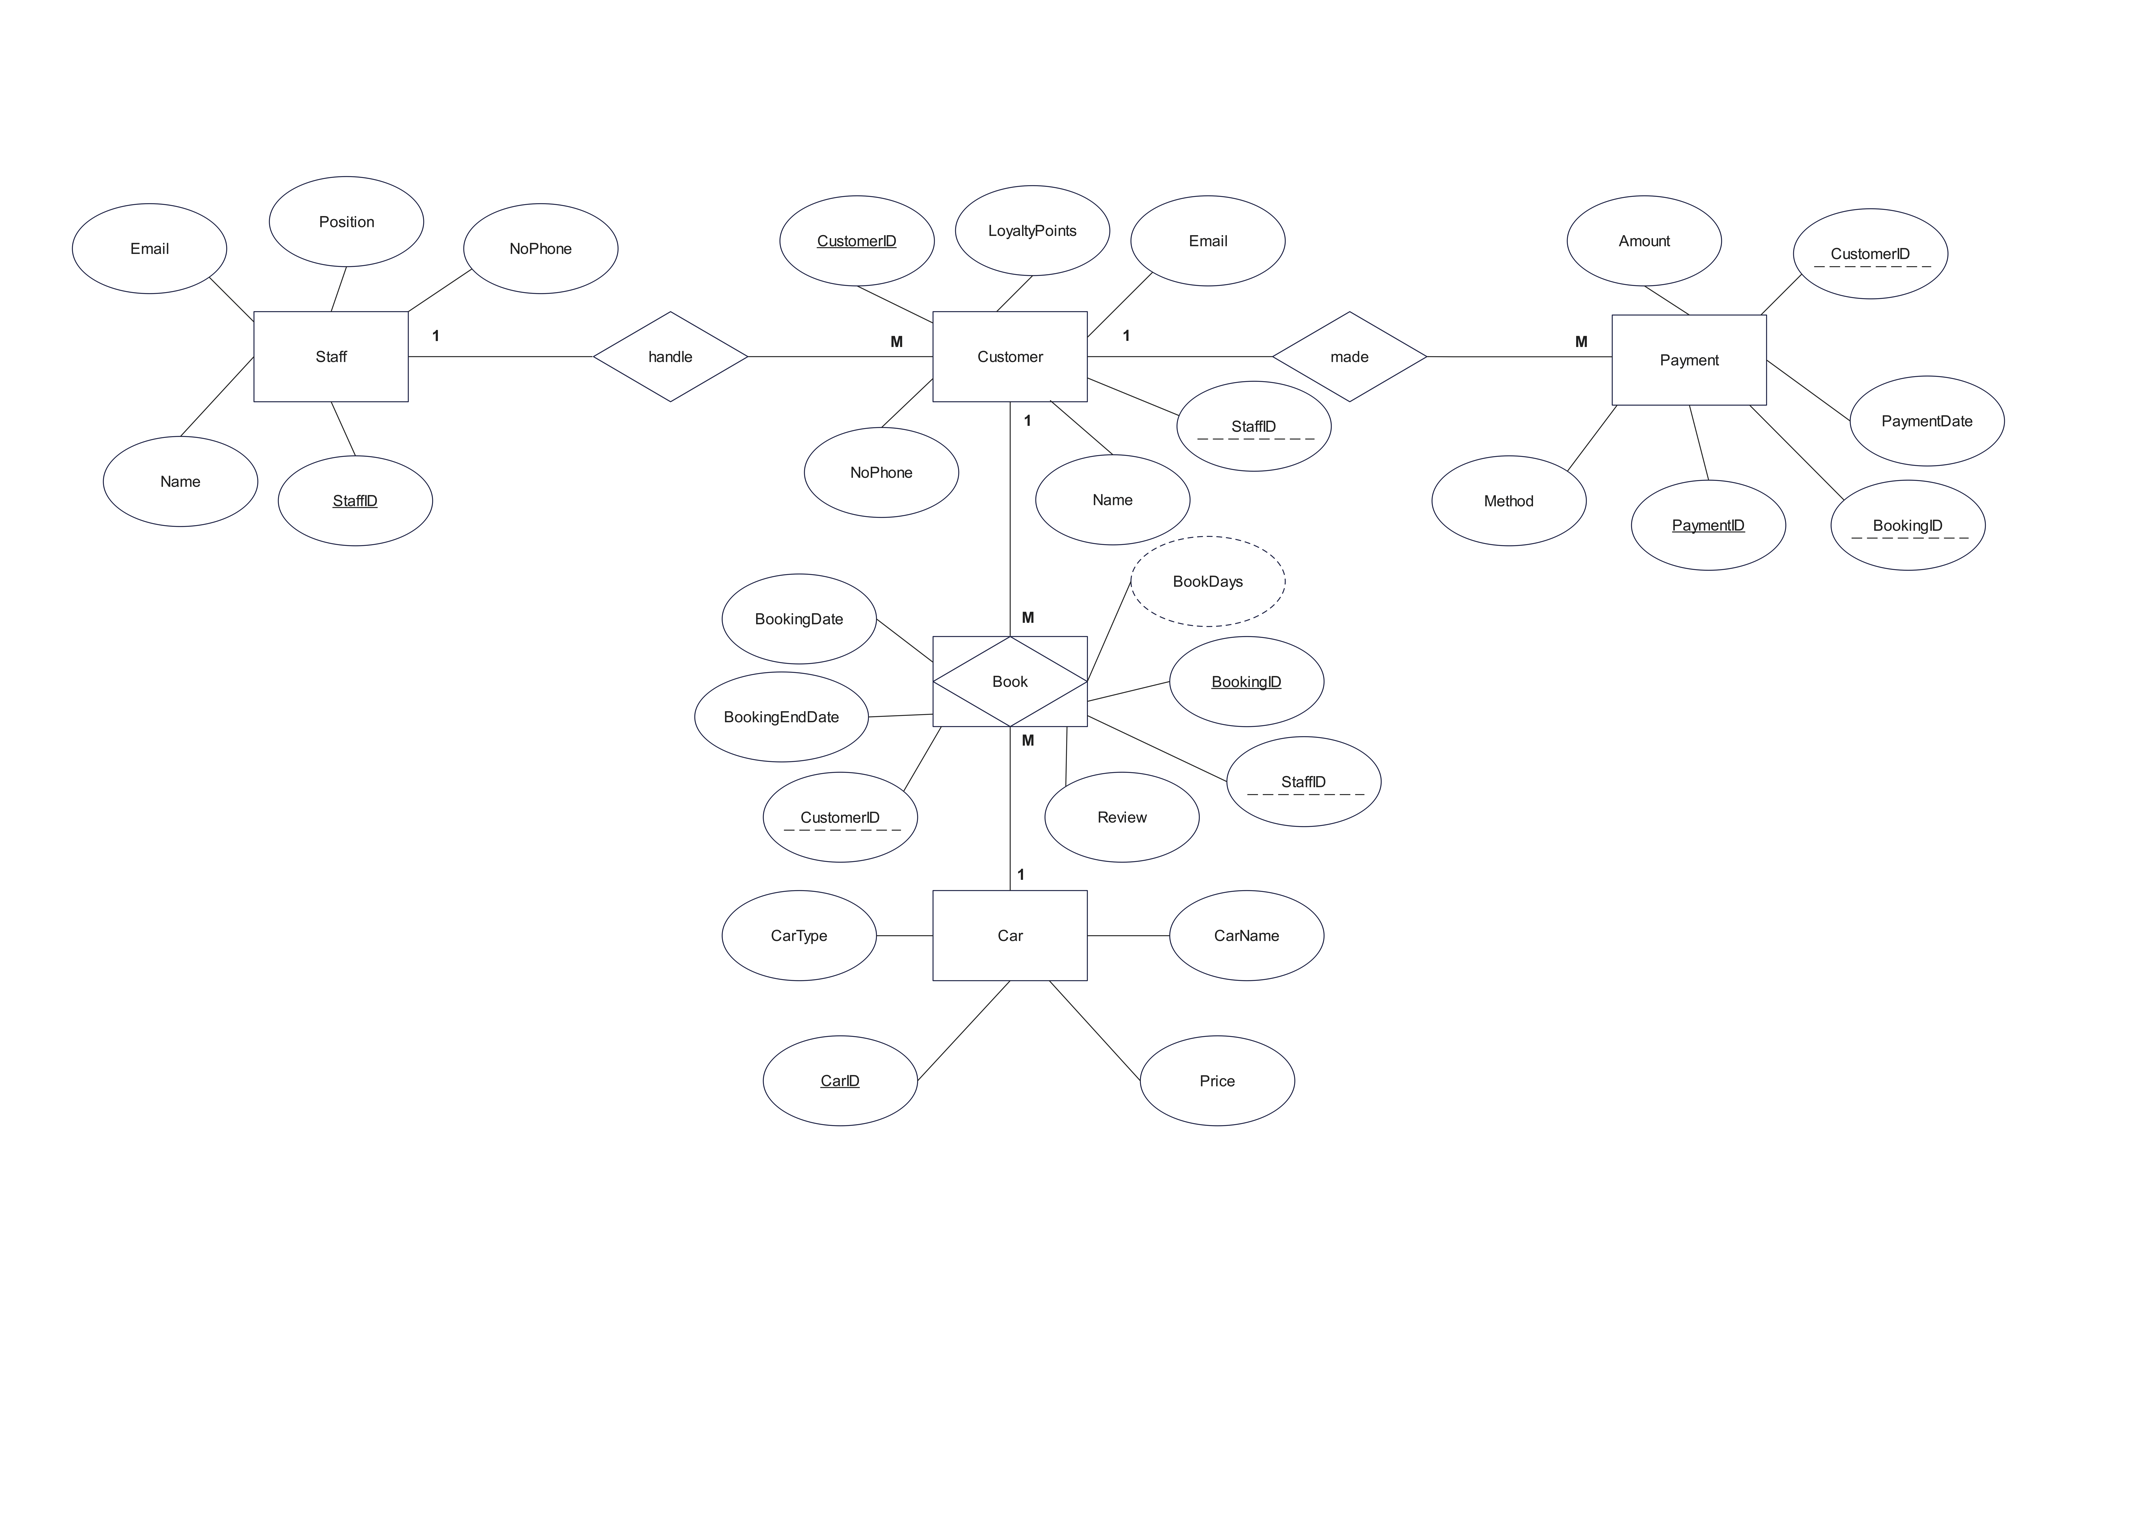 Position
Email
NoPhone
CustomerID
LoyaltyPoints
Email
Amount
CustomerID
1
M
1
M
Staff
handle
Customer
made
Payment
1
StaffID
PaymentDate
NoPhone
Name
StaffID
Name
Method
PaymentID
BookingID
BookDays
BookingDate
M
Book
BookingID
BookingEndDate
M
StaffID
CustomerID
Review
1
CarType
Car
CarName
CarID
Price